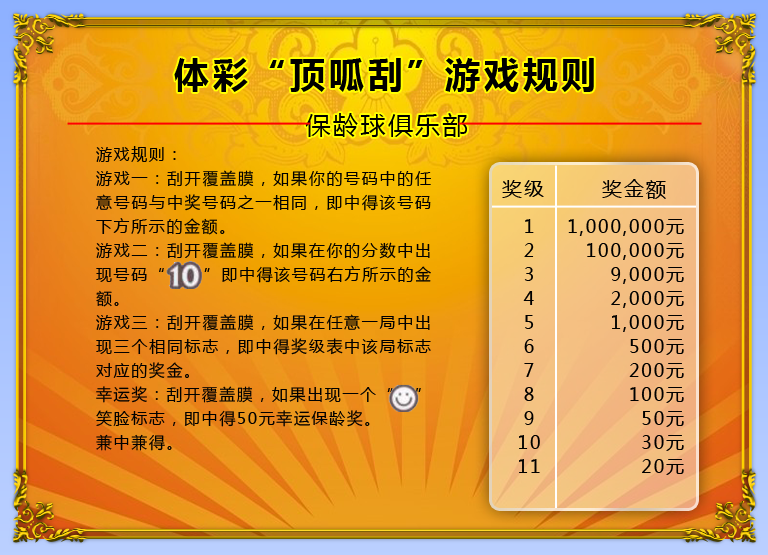 体彩“顶呱刮”游戏规则
保龄球俱乐部
游戏规则：
游戏一：刮开覆盖膜，如果你的号码中的任
意号码与中奖号码之一相同，即中得该号码
下方所示的金额。
游戏二：刮开覆盖膜，如果在你的分数中出
现号码“10”即中得该号码右方所示的金
额。
游戏三：刮开覆盖膜，如果在任意一局中出
现三个相同标志，即中得奖级表中该局标志
对应的奖金。
幸运奖：刮开覆盖膜，如果出现一个“☺”
笑脸标志，即中得50元幸运保龄奖。
兼中兼得。
奖级 奖金额
1 1,000,000元
2 100,000元
3 9,000元
4 2,000元
5 1,000元
6 500元
7 200元
8 100元
9 50元
10 30元
11 20元